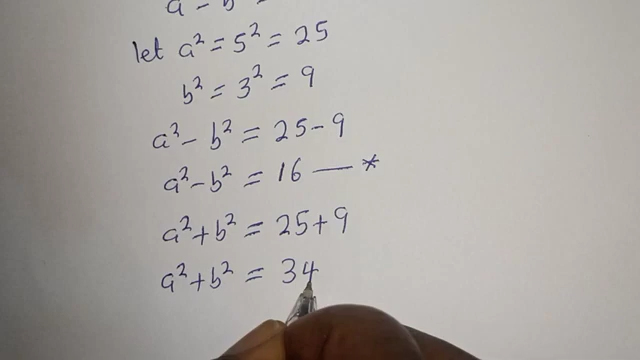 a - b
let a² = 5² = 25
b² = 3² = 9
a² - b² = 25 - 9
a² - b² = 16 — *
a² + b² = 25 + 9
a² + b² = 34